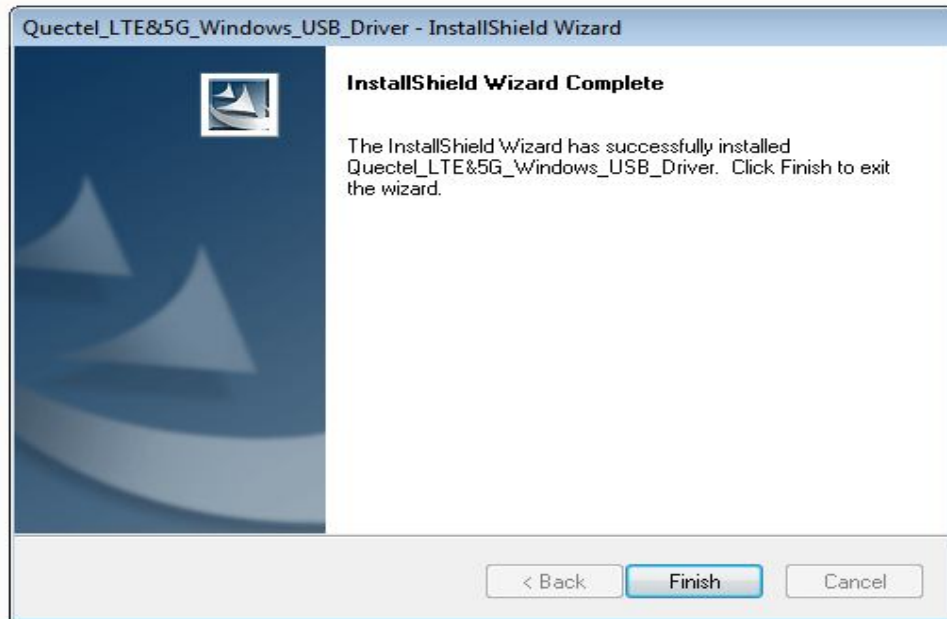 Quectel_LTE&5G_Windows_USB_Driver - InstallShield Wizard
InstallShield Wizard Complete
The InstallShield Wizard has successfully installed
Quectel_LTE&5G_Windows_USB_Driver. Click Finish to exit
the wizard.
< Back
Finish
Cancel